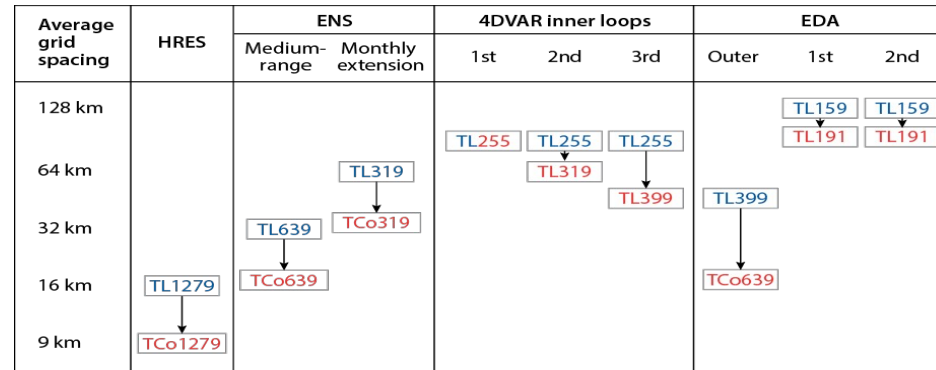 Average grid spacing HRES ENS 4DVAR inner loops EDA
Medium-range Monthly extension 1st 2nd 3rd Outer 1st 2nd
128 km TL159 TL159
TL255 TL255 TL255 TL191 TL191
64 km TL319 TL319
TL399 TL399
32 km TL639 TCo319
16 km TL1279 TCo639 TCo639
9 km TCo1279